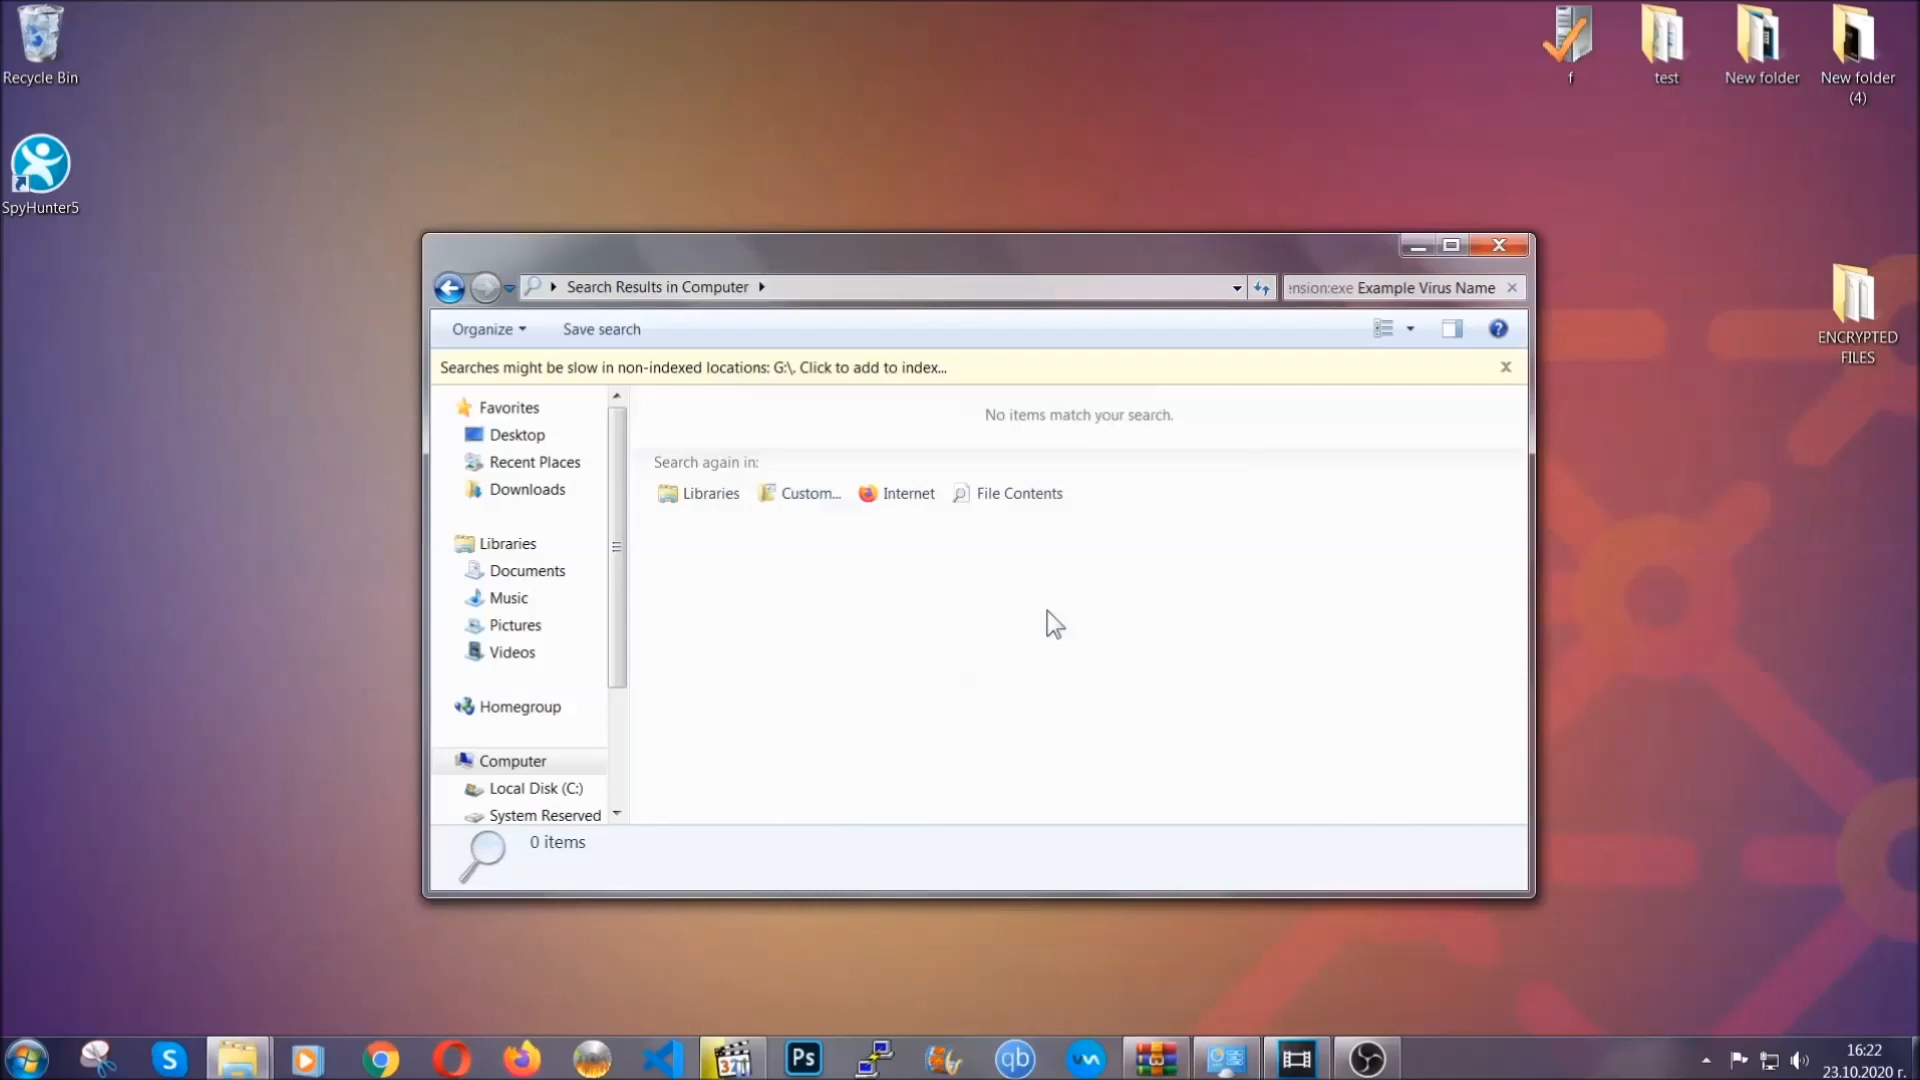 Recycle Bin
SpyHunter5
f
test
New folder
New folder
(4)
ENCRYPTED
FILES
Search Results in Computer
ension:exe Example Virus Name
Organize
Save search
Searches might be slow in non-indexed locations: G:\. Click to add to index...
Favorites
Desktop
Recent Places
Downloads
Libraries
Documents
Music
Pictures
Videos
Homegroup
Computer
Local Disk (C:)
System Reserved
No items match your search.
Search again in:
Libraries
Custom...
Internet
File Contents
0 items
S
321
Ps
qb
16:22
23.10.2020 г.